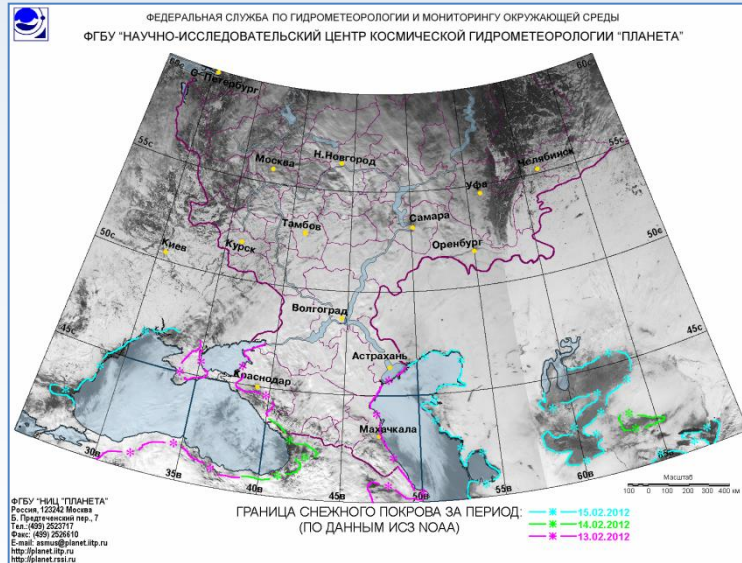 ФЕДЕРАЛЬНАЯ СЛУЖБА ПО ГИДРОМЕТЕОРОЛОГИИ И МОНИТОРИНГУ ОКРУЖАЮЩЕЙ СРЕДЫ
ФГБУ "НАУЧНО-ИССЛЕДОВАТЕЛЬСКИЙ ЦЕНТР КОСМИЧЕСКОЙ ГИДРОМЕТЕОРОЛОГИИ "ПЛАНЕТА"
60с
60с
С-Петербург
55с
55с
Москва
Н.Новгород
Челябинск
Уфа
50с
50с
Киев
Курск
Тамбов
Самара
Оренбург
45с
45с
Волгоград
Астрахань
Краснодар
Махачкала
30в
35в
40в
45в
50в
55в
60в
65в
Масштаб
100 0 100 200 300 400 км
ФГБУ "НИЦ "ПЛАНЕТА"
Россия, 123242 Москва
Б. Предтеченский пер., 7
Тел.:(499) 2523717
Факс: (499) 2526610
E-mail: asmus@planet.iitp.ru
http://planet.iitp.ru
http://planet.rssi.ru
ГРАНИЦА СНЕЖНОГО ПОКРОВА ЗА ПЕРИОД:
(ПО ДАННЫМ ИСЗ NOAA)
15.02.2012
14.02.2012
13.02.2012